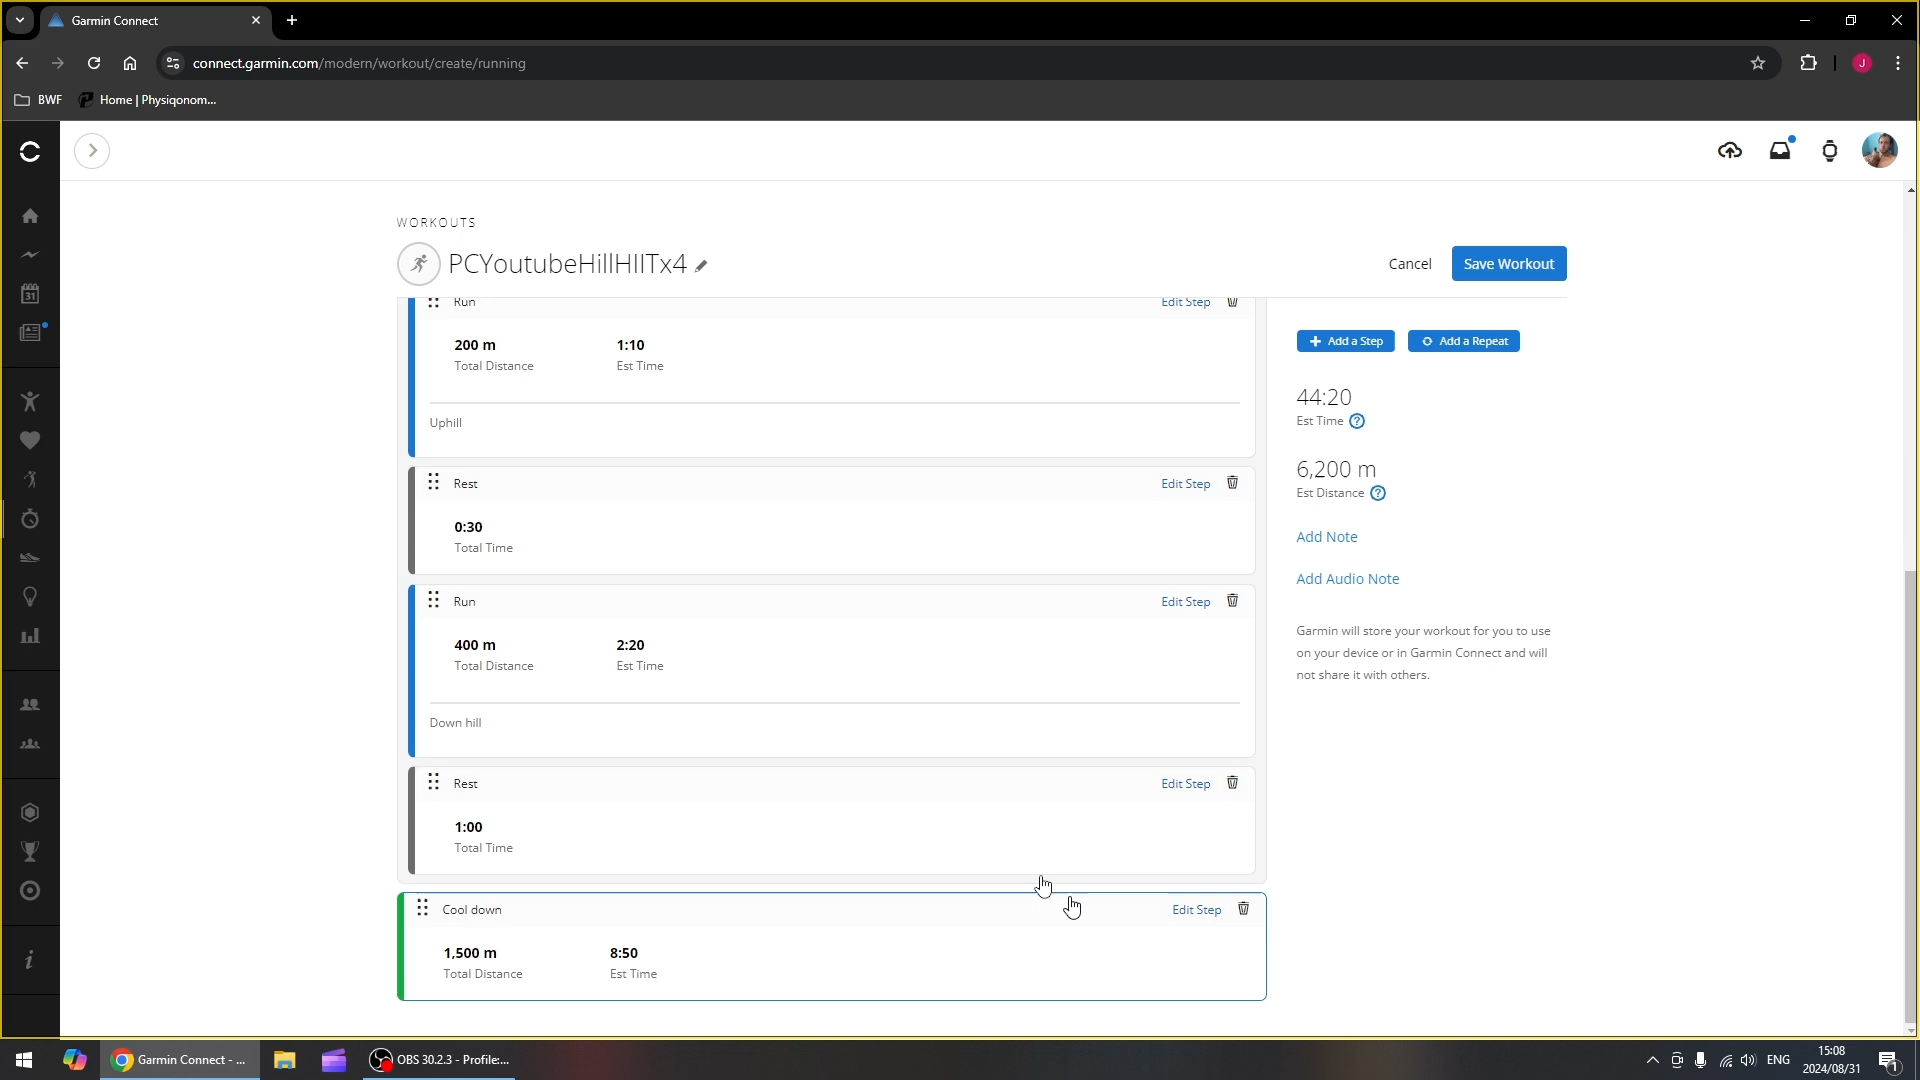 Garmin Connect
connect.garmin.com/modern/workout/create/running
J
BWF
Home | Physiqonom...
31
WORKOUTS
PCYoutubeHillHIITx4
Cancel
Save Workout
Run
Edit Step
200 m
1:10
Total Distance
Est Time
Uphill
Rest
Edit Step
0:30
Total Time
Run
Edit Step
400 m
2:20
Total Distance
Est Time
Down hill
Rest
Edit Step
1:00
Total Time
Cool down
Edit Step
1,500 m
8:50
Total Distance
Est Time
Add a Step
Add a Repeat
44:20
Est Time ?
6,200 m
Est Distance ?
Add Note
Add Audio Note
Garmin will store your workout for you to use
on your device or in Garmin Connect and will
not share it with others.
Garmin Connect - ...
OBS 30.2.3 - Profile:...
ENG
15:08
2024/08/31
1